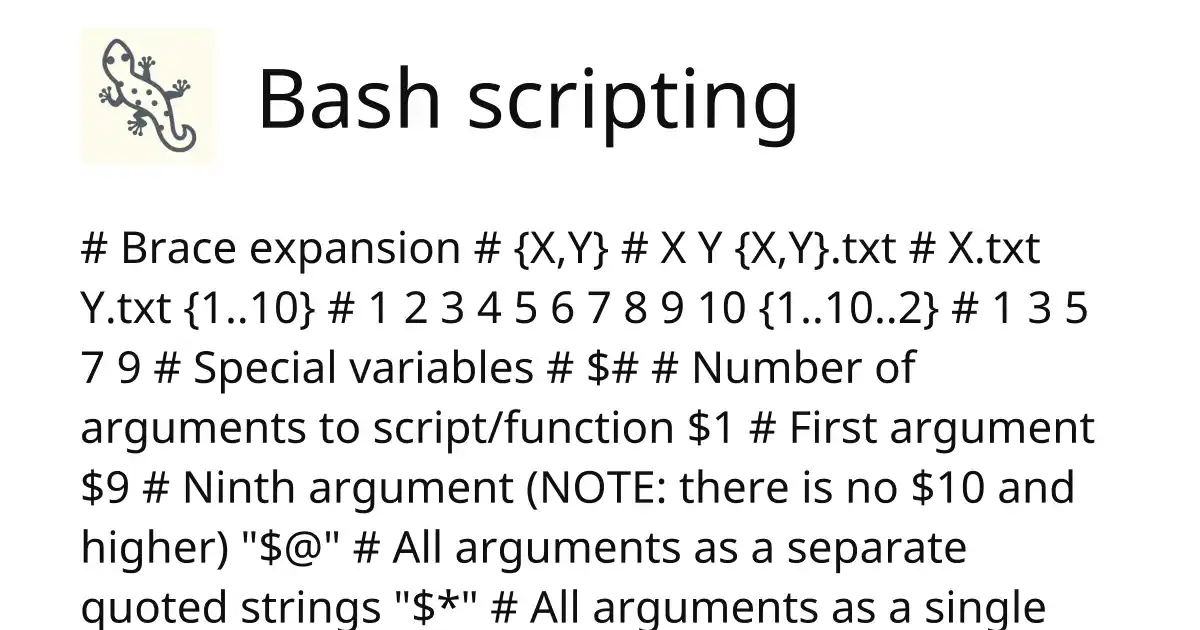 Bash scripting
# Brace expansion # {X,Y} # X Y {X,Y}.txt # X.txt
Y.txt {1..10} # 1 2 3 4 5 6 7 8 9 10 {1..10..2} # 1 3 5
7 9 # Special variables # $# # Number of
arguments to script/function $1 # First argument
$9 # Ninth argument (NOTE: there is no $10 and
higher) "$@" # All arguments as a separate
quoted strings "$*" # All arguments as a single